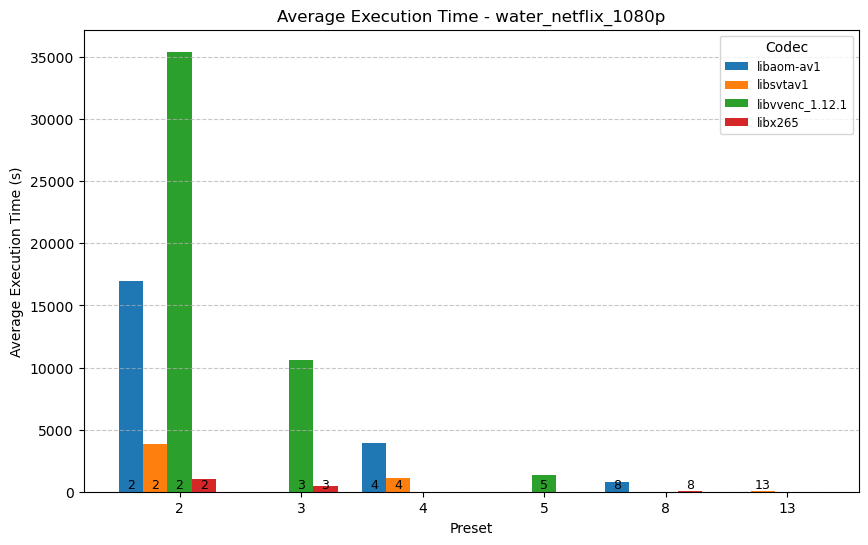 Average Execution Time - water_netflix_1080p
Codec
libaom-av1
libsvtav1
libvvenc_1.12.1
libx265
Average Execution Time (s)
35000
30000
25000
20000
15000
10000
5000
0
2 2 2 2 3 3 4 4 5 8 8 13
2 3 4 5 8 13
Preset